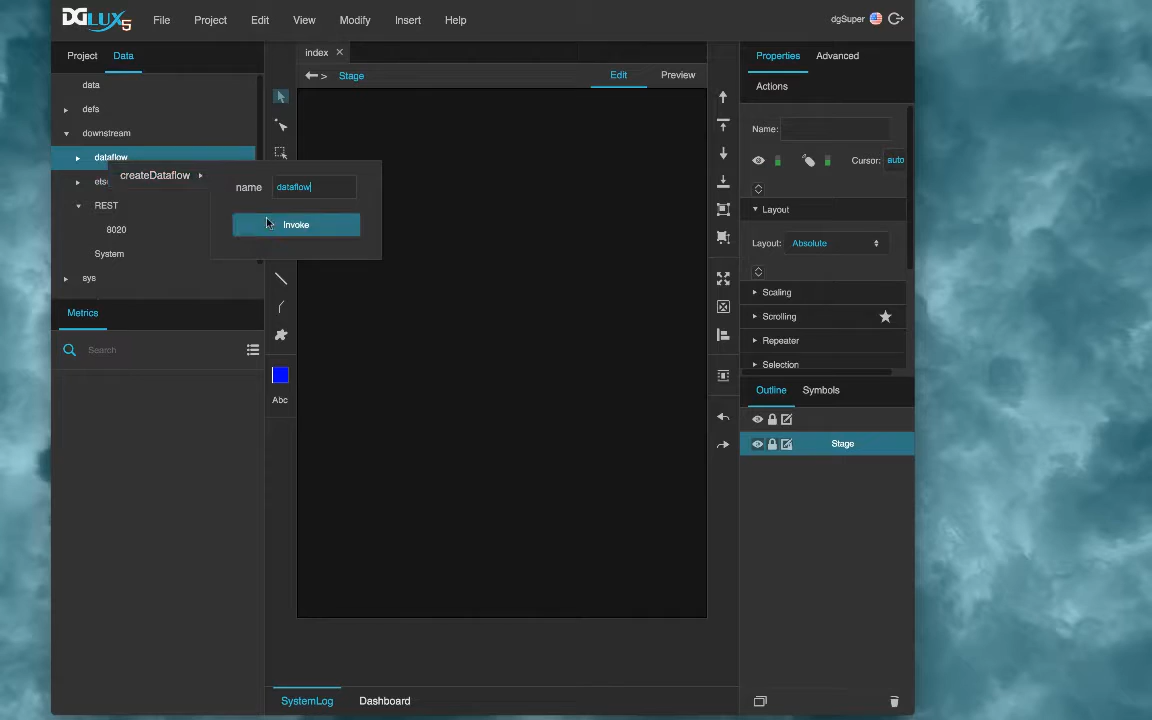 DGLUX5 File Project Edit View Modify Insert Help dgSuper
Project Data
index
Properties Advanced
Stage Edit Preview
Actions
data
defs
downstream
dataflow
createDataflow
REST
8020
System
sys
name dataflow
Invoke
Name:
Cursor: auto
Layout
Layout: Absolute
Scaling
Scrolling
Repeater
Selection
Metrics
Search
Abc
Outline Symbols
Stage
SystemLog Dashboard